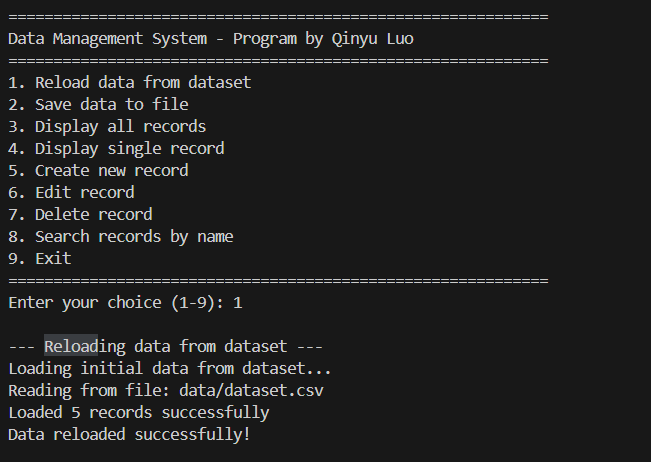 ============================================================
Data Management System - Program by Qinyu Luo
============================================================
1. Reload data from dataset
2. Save data to file
3. Display all records
4. Display single record
5. Create new record
6. Edit record
7. Delete record
8. Search records by name
9. Exit
============================================================
Enter your choice (1-9): 1
--- Reloading data from dataset ---
Loading initial data from dataset...
Reading from file: data/dataset.csv
Loaded 5 records successfully
Data reloaded successfully!